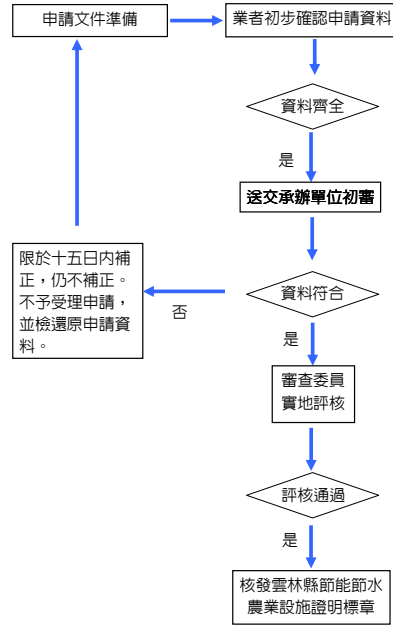 申請文件準備
業者初步確認申請資料
資料齊全
是
送交承辦單位初審
資料符合
否
限於十五日內補
正，仍不補正。
不予受理申請，
並檢還原申請資
料。
是
審查委員
實地評核
評核通過
是
核發雲林縣節能節水
農業設施證明標章